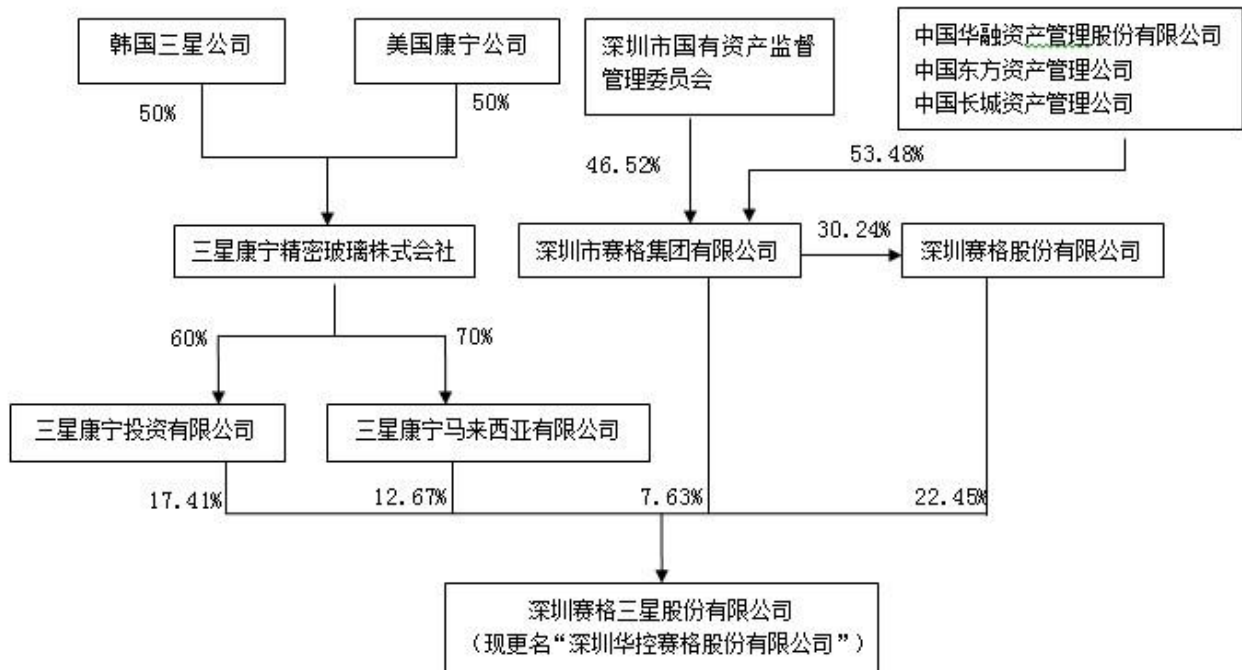 韩国三星公司
美国康宁公司
深圳市国有资产监督
管理委员会
中国华融资产管理股份有限公司
中国东方资产管理公司
中国长城资产管理公司
50%
50%
46.52%
53.48%
三星康宁精密玻璃株式会社
深圳市赛格集团有限公司
30.24%
深圳赛格股份有限公司
60%
70%
三星康宁投资有限公司
三星康宁马来西亚有限公司
17.41%
12.67%
7.63%
22.45%
深圳赛格三星股份有限公司
（现更名“深圳华控赛格股份有限公司”）